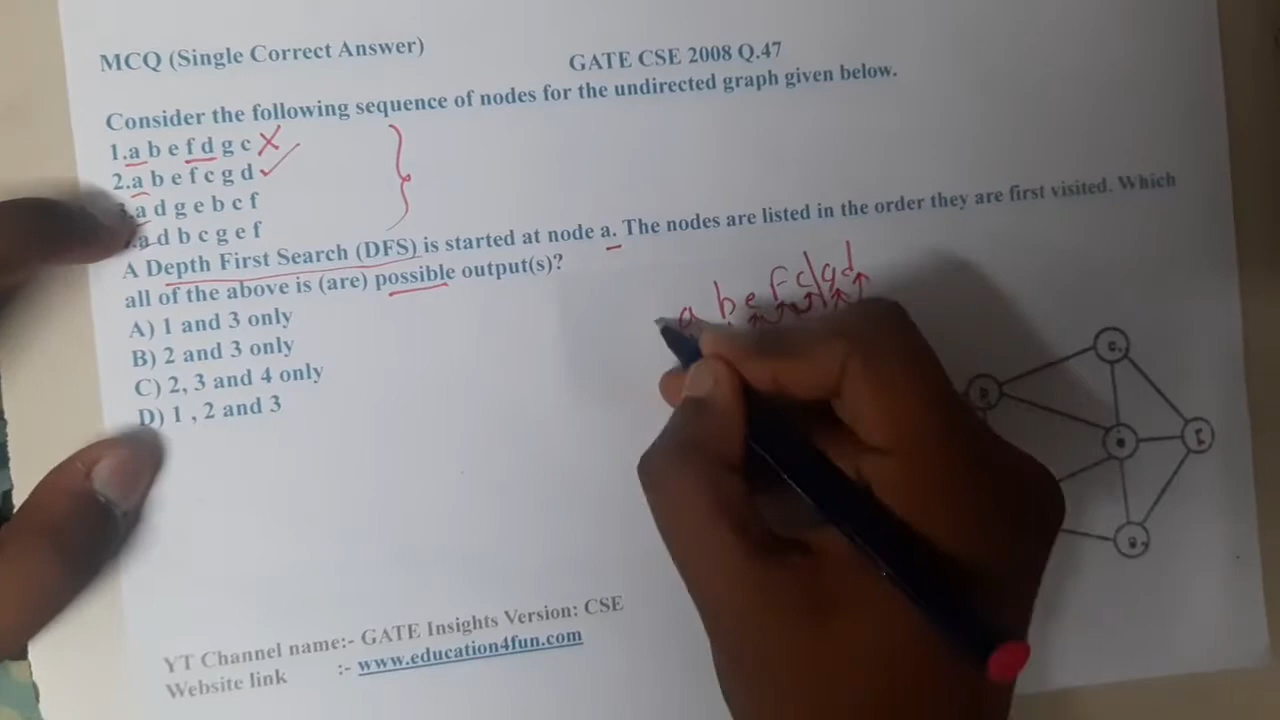 MCQ (Single Correct Answer)
GATE CSE 2008 Q.47
Consider the following sequence of nodes for the undirected graph given below.
1.a b e f d g c
2.a b e f c g d
a d g e b c f
a d b c g e f
A Depth First Search (DFS) is started at node a. The nodes are listed in the order they are first visited. Which
all of the above is (are) possible output(s)?
A) 1 and 3 only
B) 2 and 3 only
C) 2, 3 and 4 only
D) 1 , 2 and 3
a b e f c g d
YT Channel name:- GATE Insights Version: CSE
Website link :- www.education4fun.com